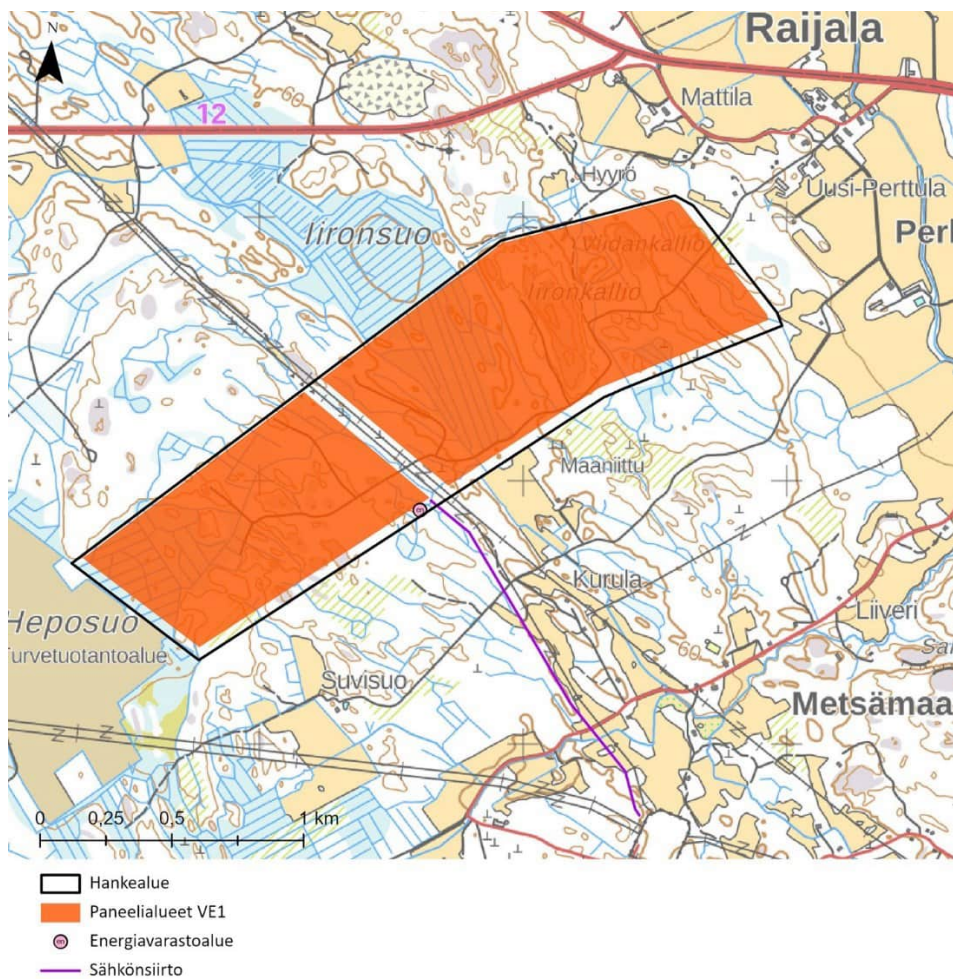 N
Raijala
12
60
Mattila
Hyyrö
Uusi-Perttula
Iironsuo
Viidankallio
Iironkallio
Maaniittu
Kurula
Liiveri
Heposuo
Turvetuotantoalue
Suvisuo
60
Metsämaa
0 0,25 0,5 1 km
Hankealue
Paneelialueet VE1
Energiavarastoalue
Sähkönsiirto